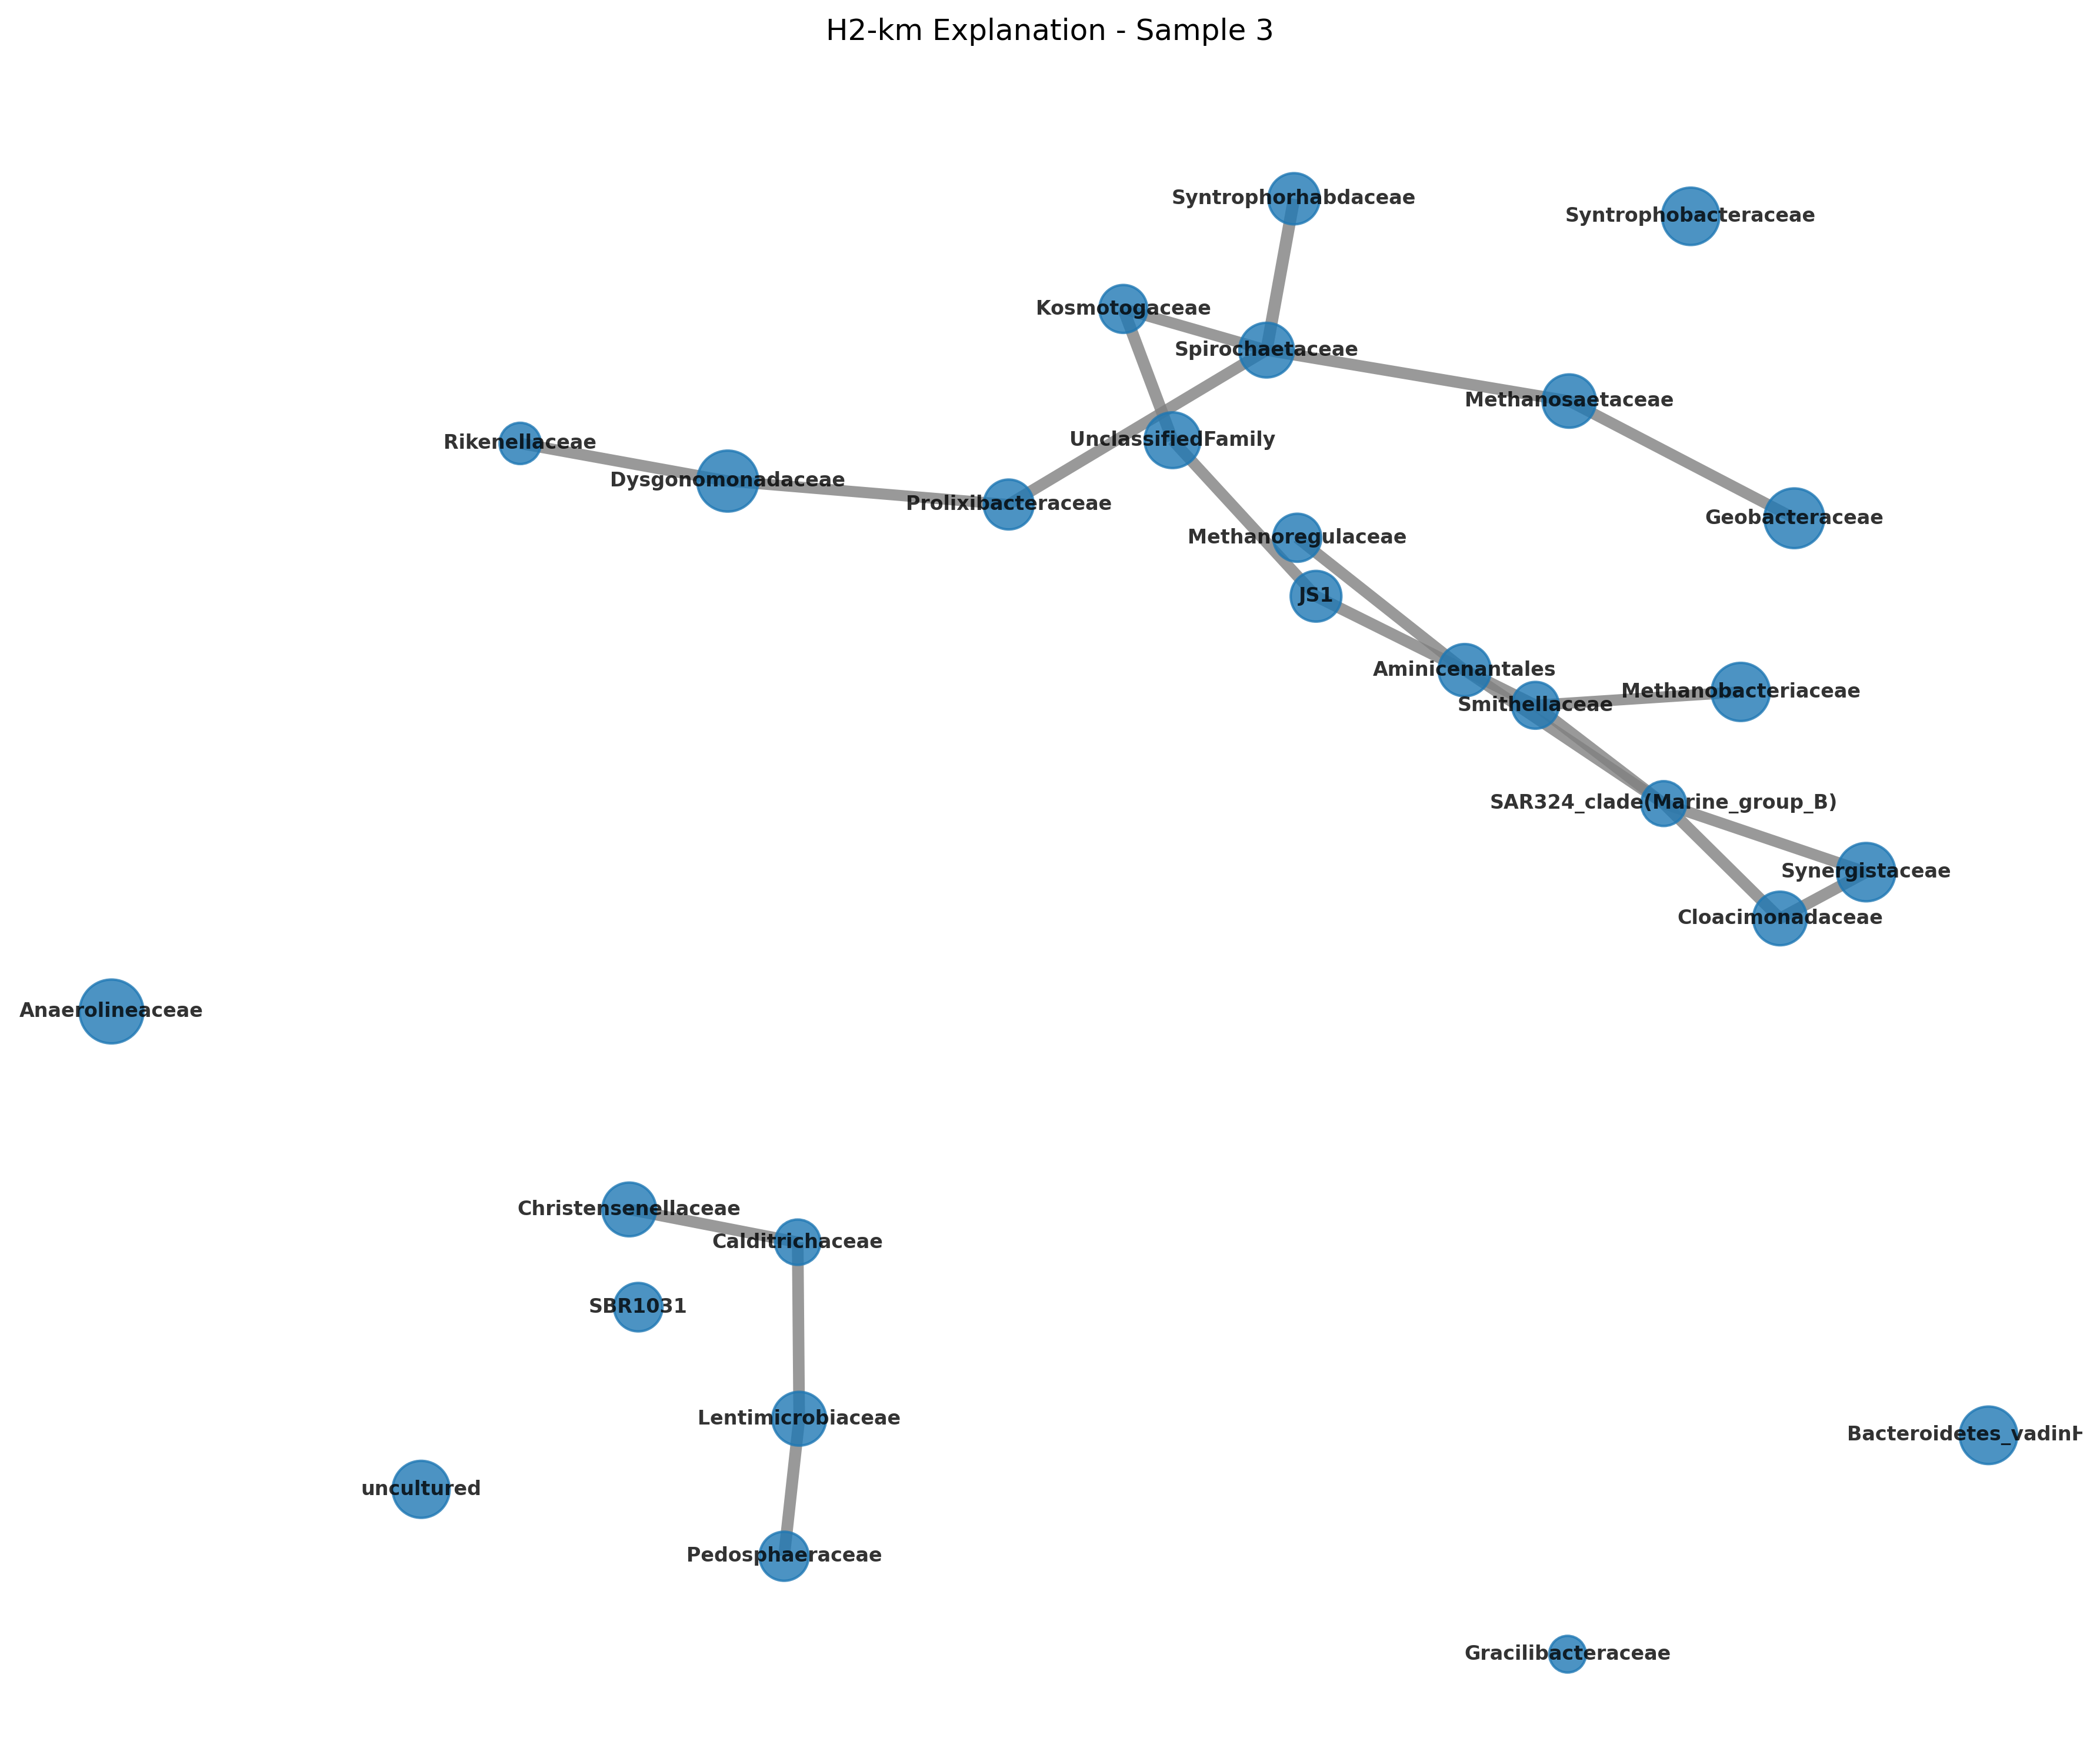 H2-km Explanation - Sample 3
Syntrophorhabdaceae
Syntrophobacteraceae
Kosmotogaceae
Spirochaetaceae
Methanosaetaceae
UnclassifiedFamily
Rikenellaceae
Dysgonomonadaceae
Prolixibacteraceae
Geobacteraceae
Methanoregulaceae
JS1
Aminicenantales
Methanobacteriaceae
Smithellaceae
SAR324_clade(Marine_group_B)
Synergistaceae
Cloacimonadaceae
Anaerolineaceae
Christensenellaceae
Calditrichaceae
SBR1031
Lentimicrobiaceae
Bacteroidetes_vadinH
uncultured
Pedosphaeraceae
Gracilibacteraceae